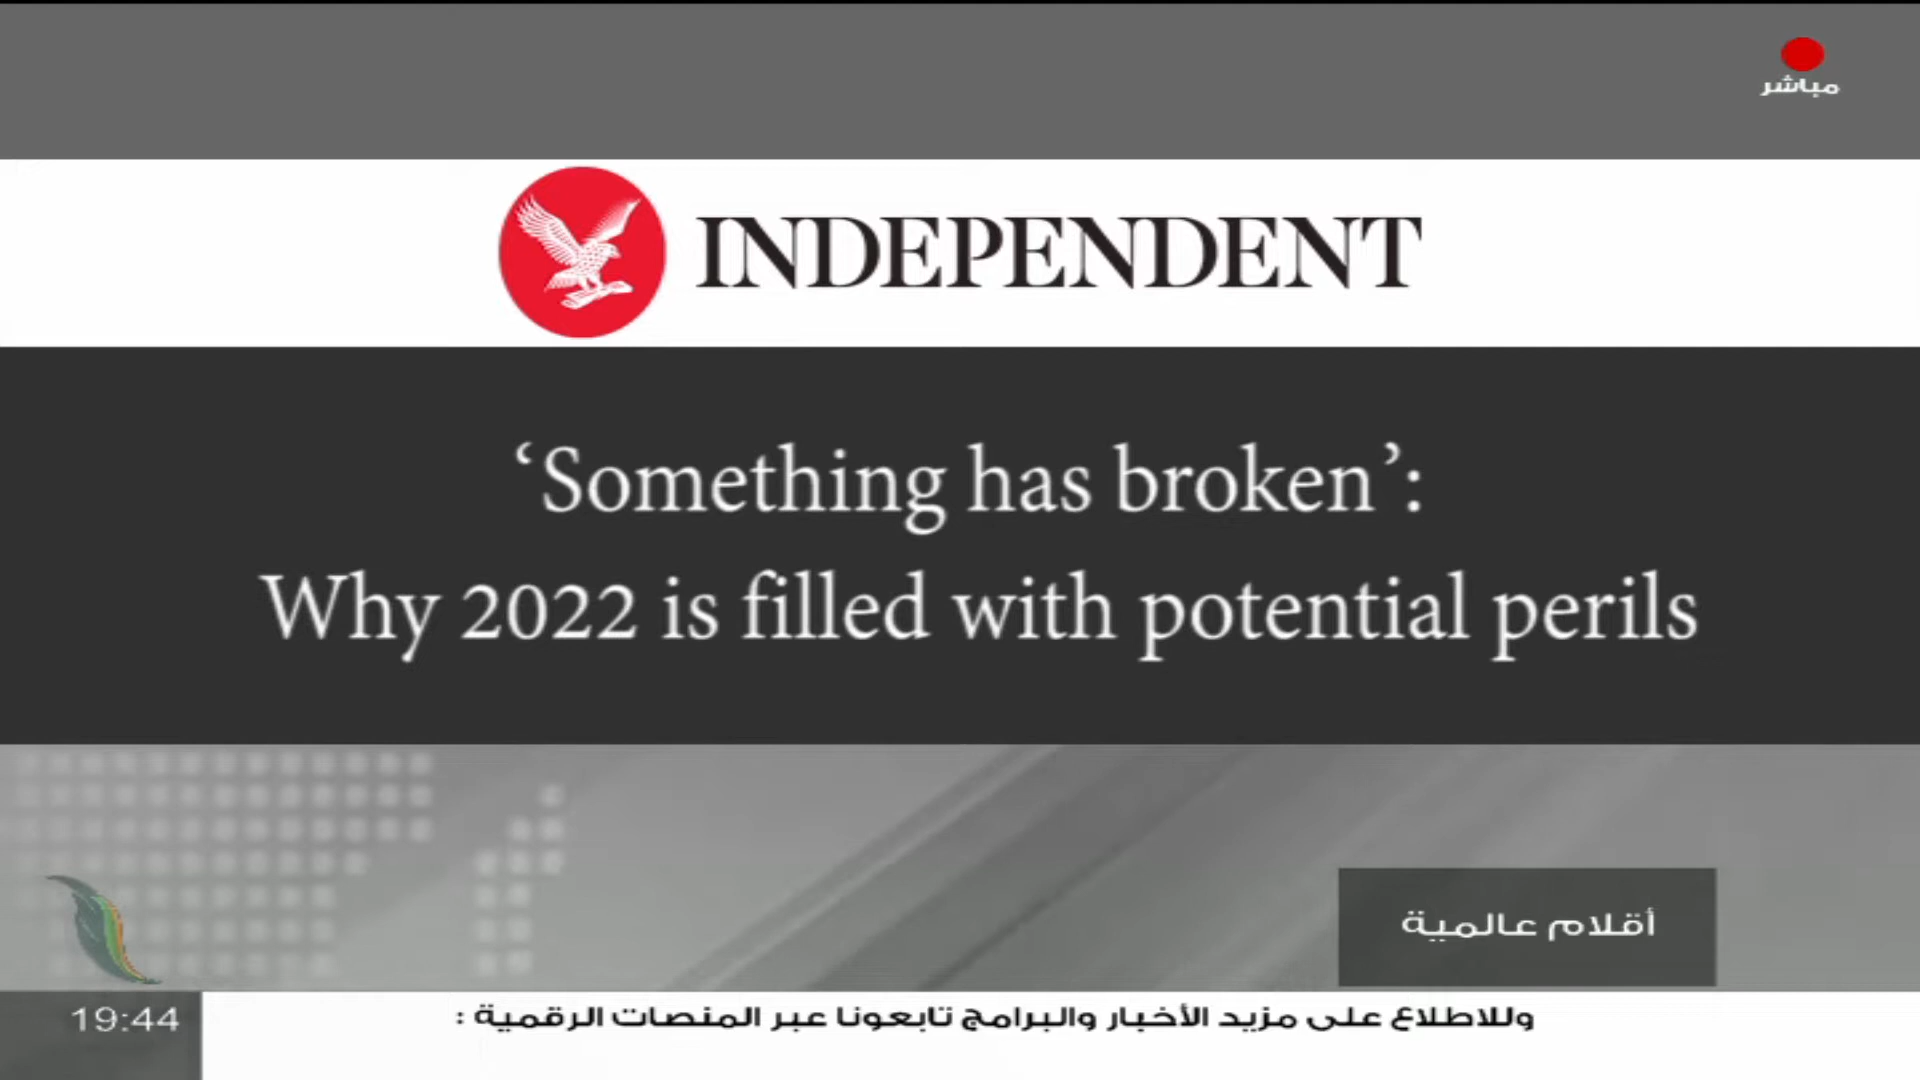 مباشر
INDEPENDENT
‘Something has broken’:
Why 2022 is filled with potential perils
أقلام عالمية
19:44
وللاطلاع على مزيد الأخبار والبرامج تابعونا عبر المنصات الرقمية :